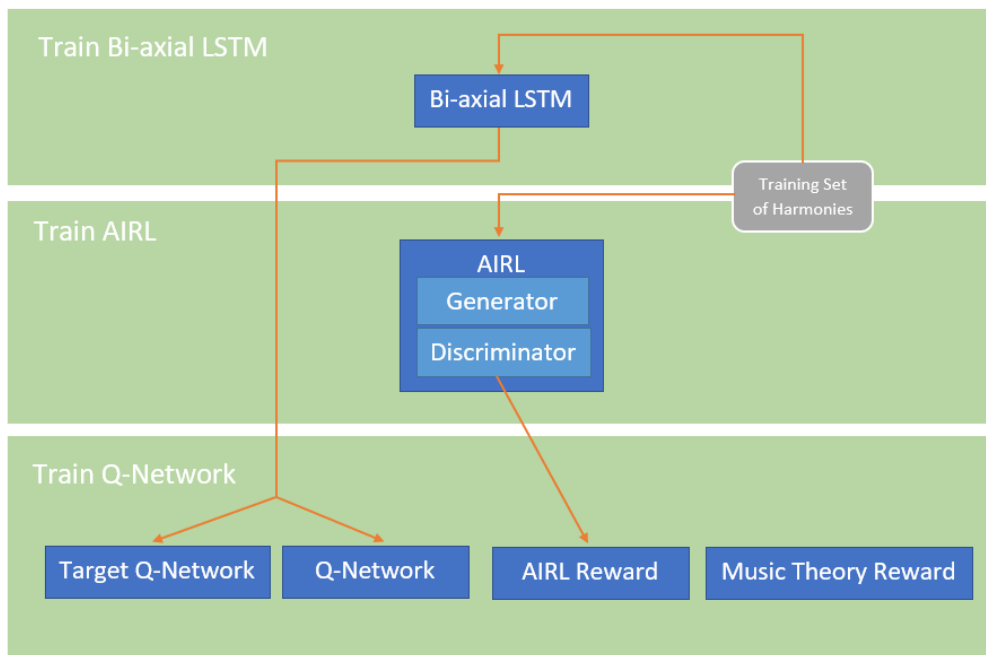 Train Bi-axial LSTM
Bi-axial LSTM
Training Set
of Harmonies
Train AIRL
AIRL
Generator
Discriminator
Train Q-Network
Target Q-Network
Q-Network
AIRL Reward
Music Theory Reward